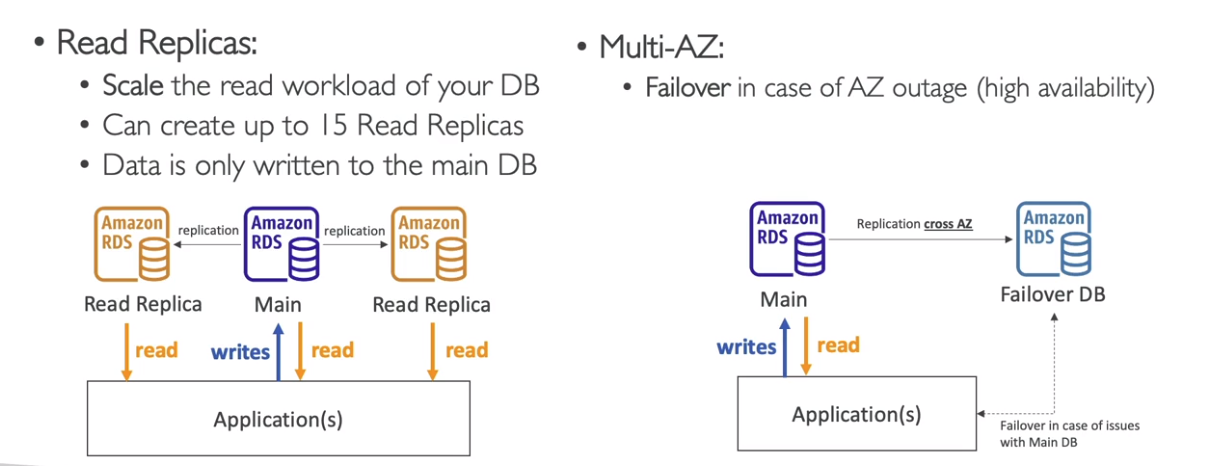 • Read Replicas:
• Scale the read workload of your DB
• Can create up to 15 Read Replicas
• Data is only written to the main DB
Amazon
RDS
replication
Amazon
RDS
replication
Amazon
RDS
Read Replica
Main
Read Replica
read
writes
read
read
Application(s)
• Multi-AZ:
• Failover in case of AZ outage (high availability)
Amazon
RDS
Replication cross AZ
Amazon
RDS
Main
Failover DB
writes
read
Application(s)
Failover in case of issues
with Main DB